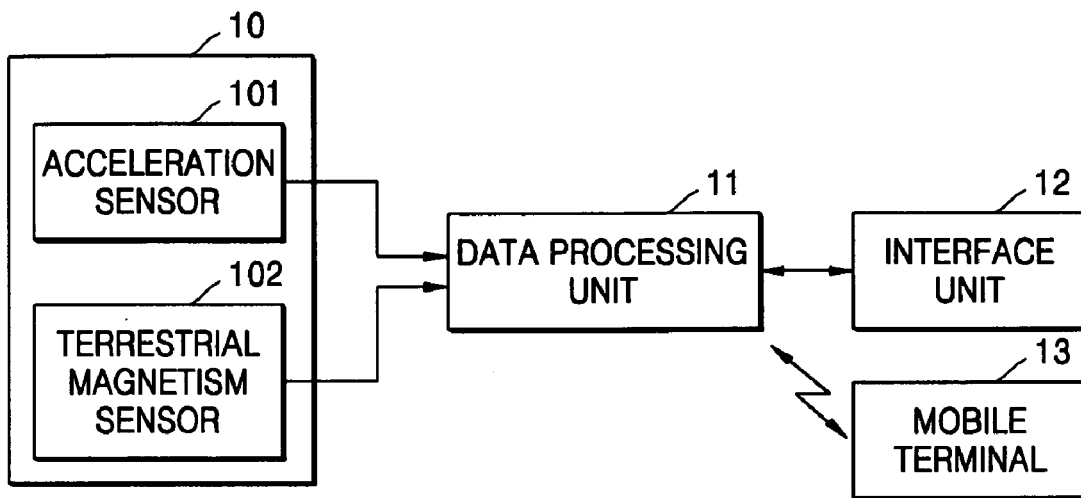 10
101
ACCELERATION
SENSOR
102
TERRESTRIAL
MAGNETISM
SENSOR
11
DATA PROCESSING
UNIT
12
INTERFACE
UNIT
13
MOBILE
TERMINAL